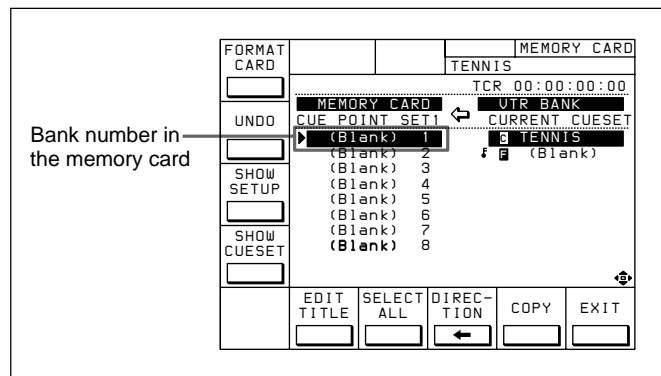 FORMAT CARD
MEMORY CARD
TENNIS
TCR 00:00:00:00
MEMORY CARD
CUE POINT SET1
VTR BANK
CURRENT CUESET
UNDO
Bank number in
the memory card
(Blank) 1
(Blank) 2
(Blank) 3
(Blank) 4
(Blank) 5
(Blank) 6
(Blank) 7
(Blank) 8
C TENNIS
F (Blank)
SHOW
SETUP
SHOW
CUESET
EDIT
TITLE
SELECT
ALL
DIREC-
TION
COPY
EXIT